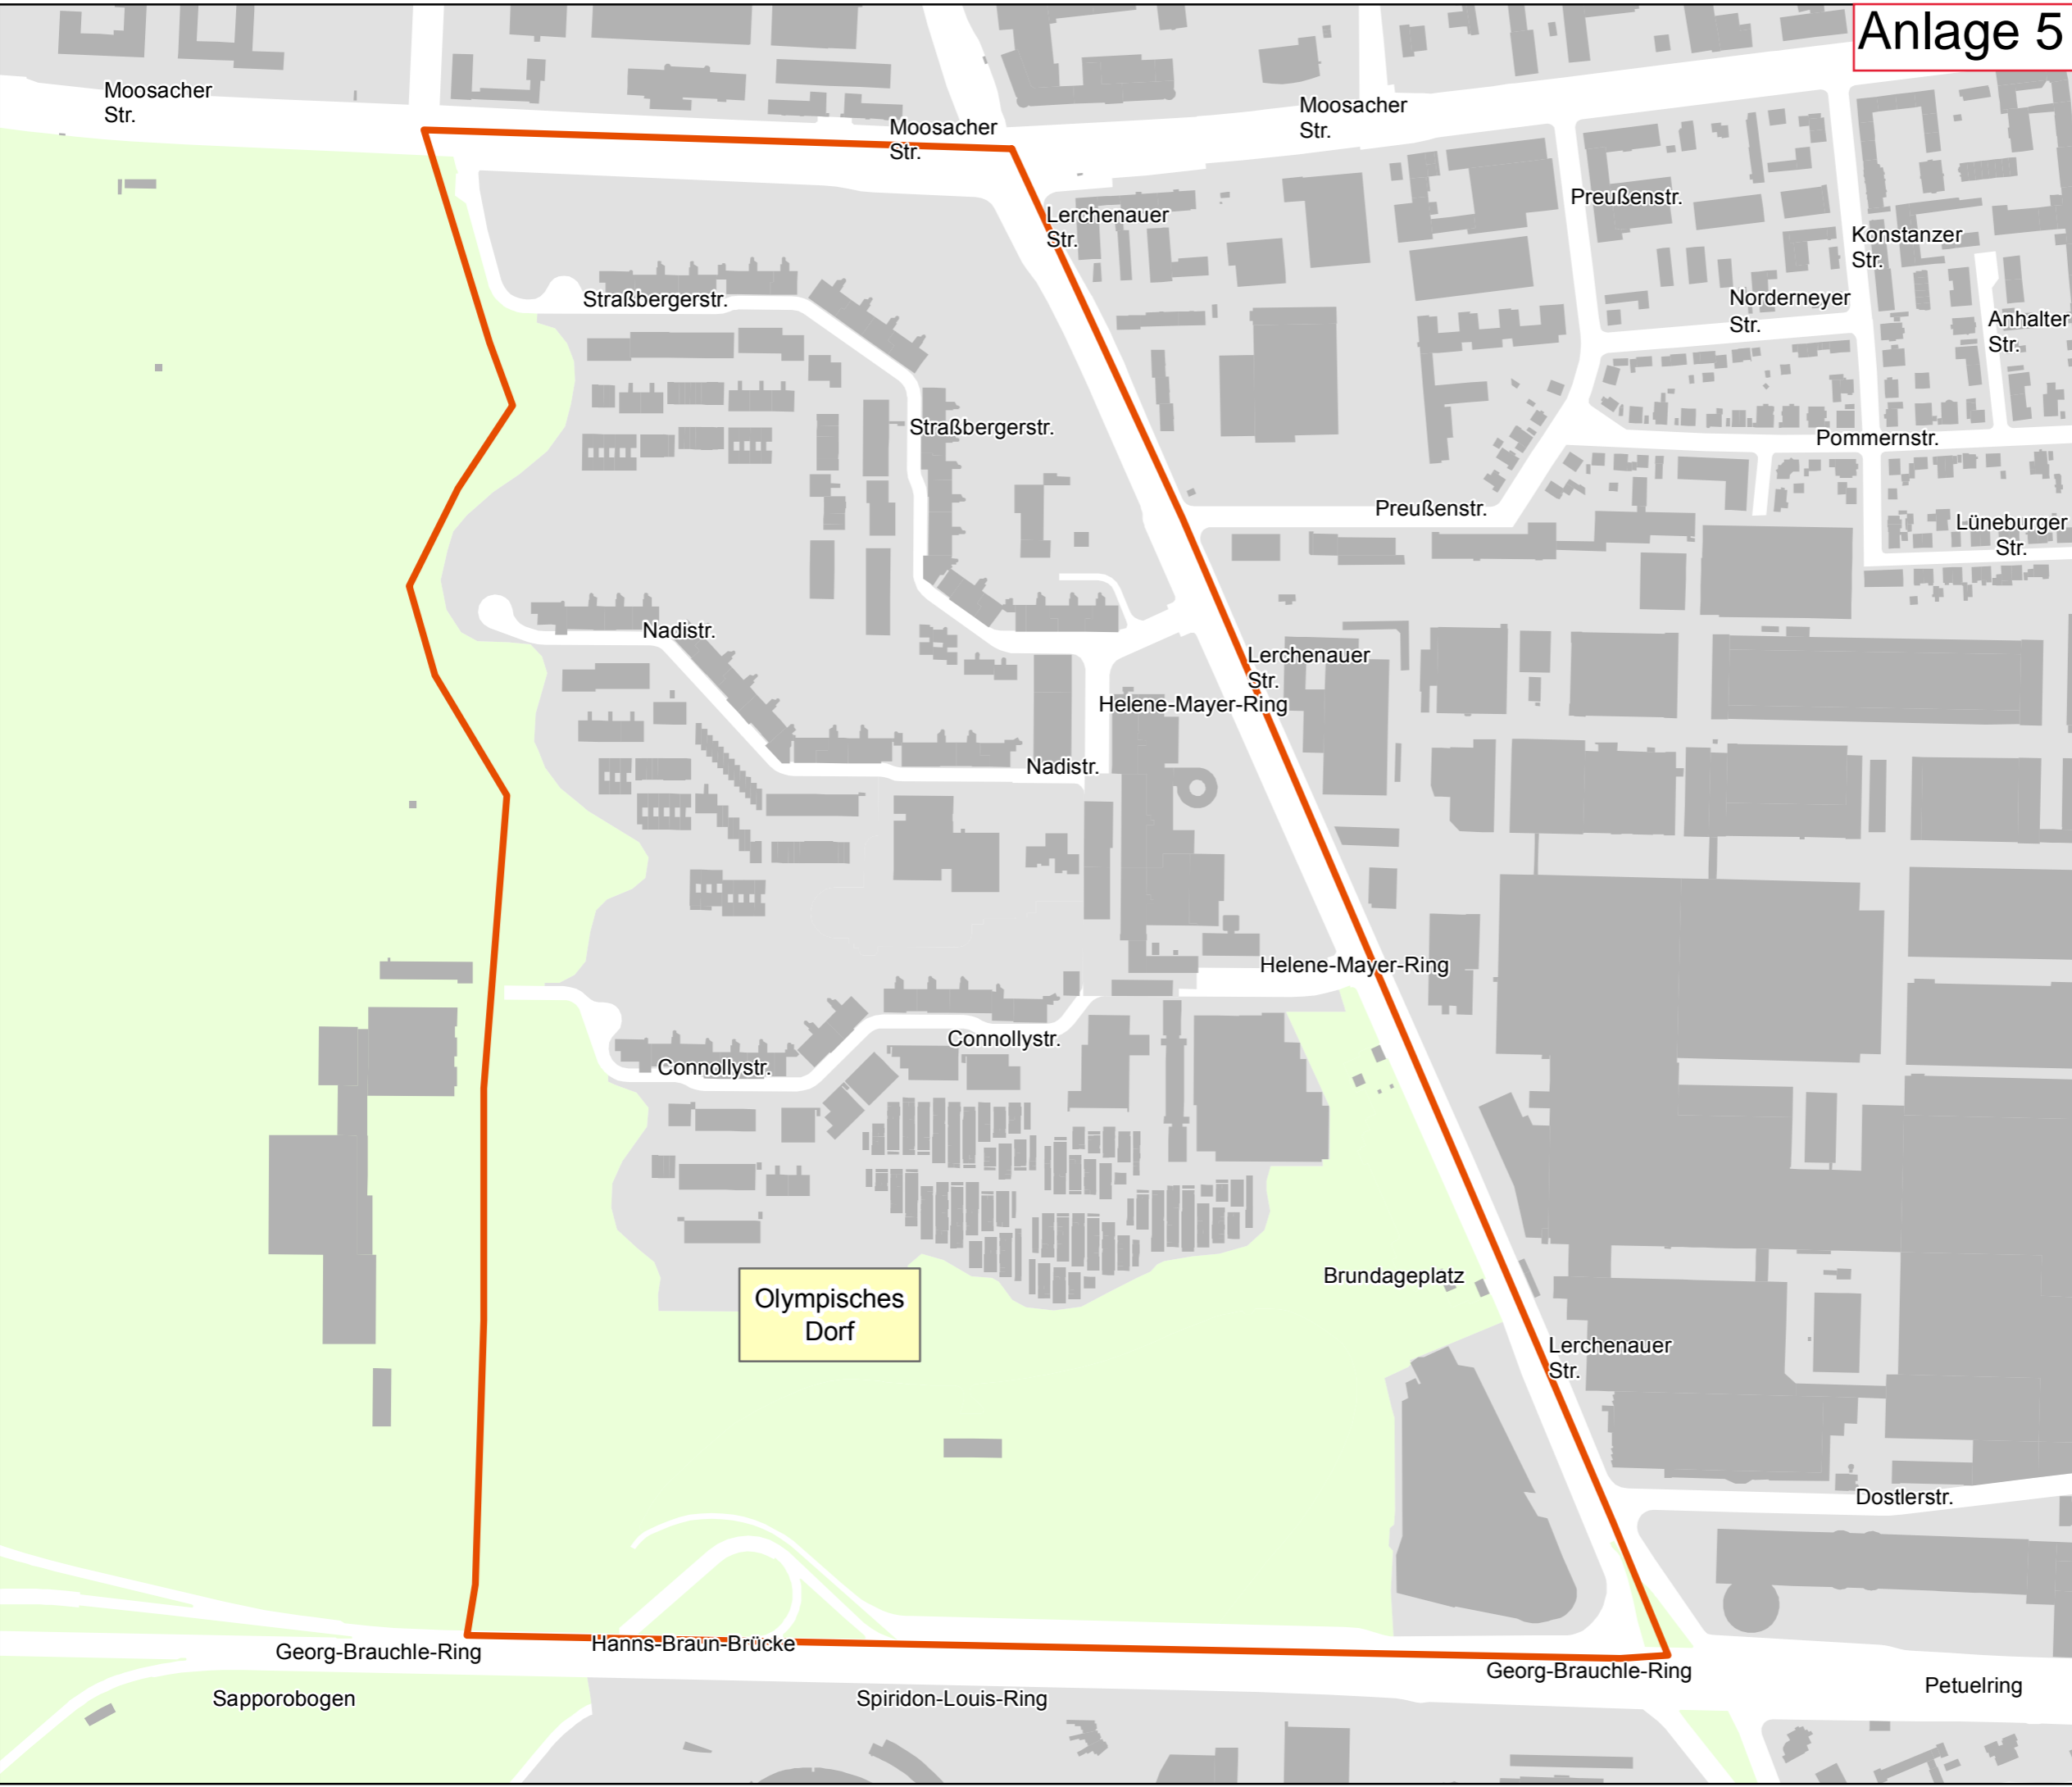 Anlage 5
Moosacher
Str.
Moosacher
Str.
Moosacher
Str.
Preußenstr.
Lerchenauer
Str.
Konstanzer
Str.
Straßbergerstr.
Norderneyer
Str.
Anhalter
Str.
Straßbergerstr.
Pommernstr.
Preußenstr.
Lüneburger
Str.
Nadistr.
Lerchenauer
Str.
Helene-Mayer-Ring
Nadistr.
Helene-Mayer-Ring
Connollystr.
Connollystr.
Brundageplatz
Olympisches
Dorf
Lerchenauer
Str.
Dostlerstr.
Hanns-Braun-Brücke
Georg-Brauchle-Ring
Georg-Brauchle-Ring
Petuelring
Sapporobogen
Spiridon-Louis-Ring